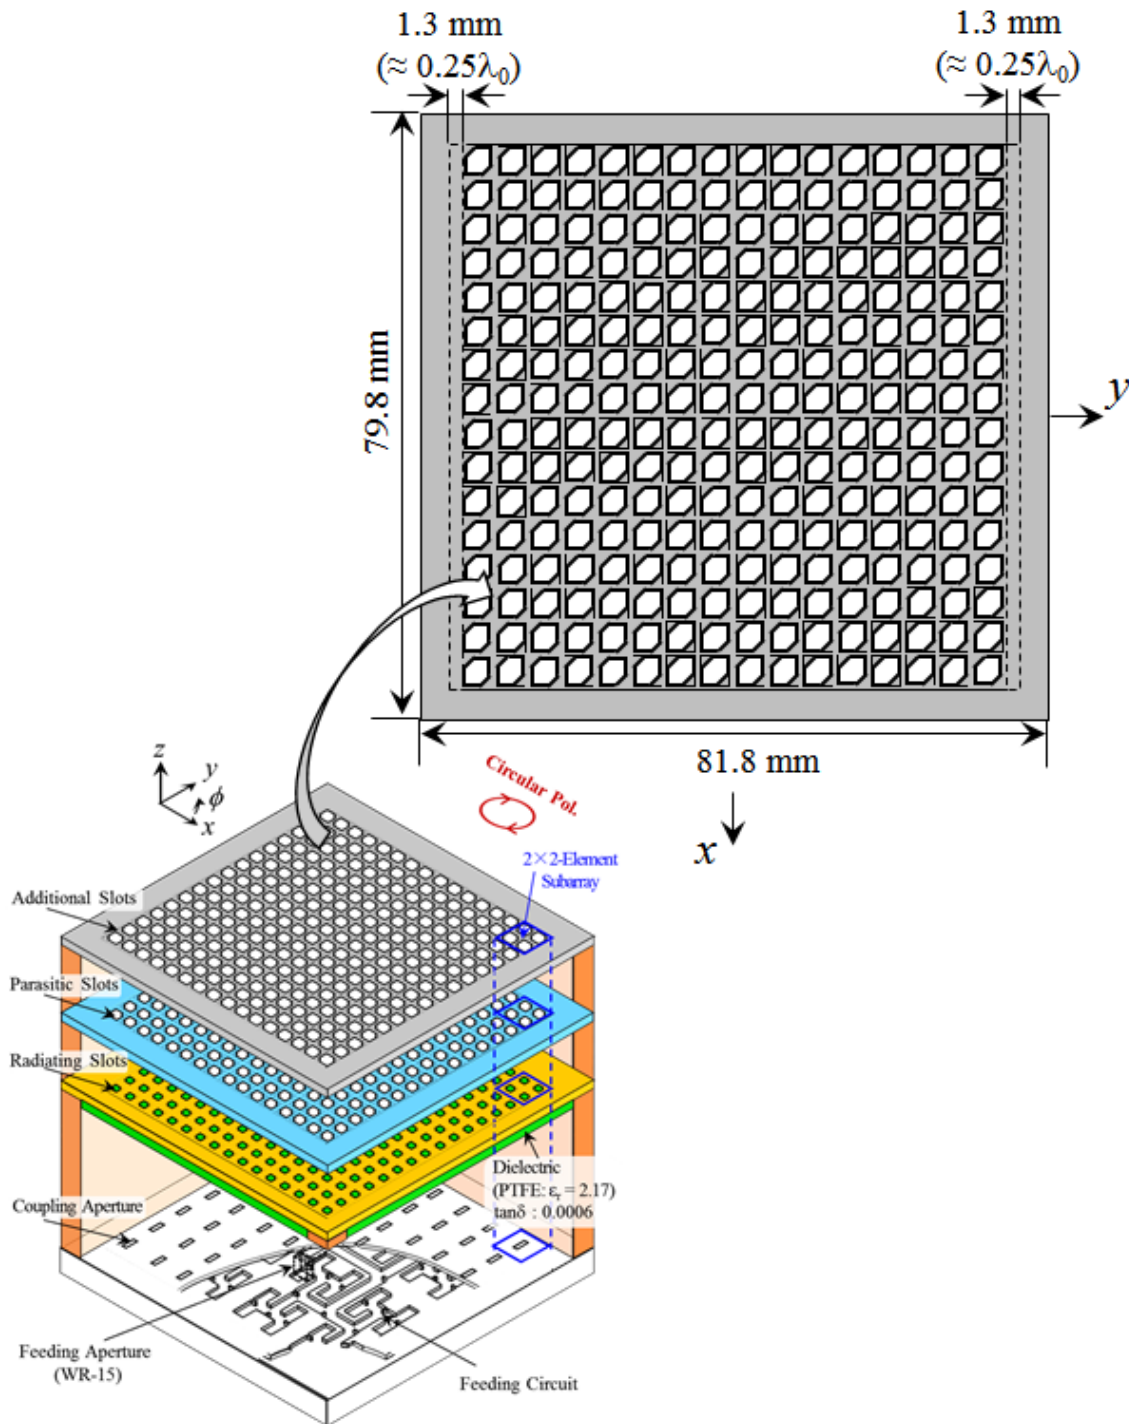 1.3 mm
(≈ 0.25λ₀)
1.3 mm
(≈ 0.25λ₀)
79.8 mm
y
81.8 mm
x
z
y
ϕ
x
Circular Pol.
2×2-Element
Subarray
Additional Slots
Parasitic Slots
Radiating Slots
Dielectric
(PTFE: εr = 2.17)
tanδ : 0.0006
Coupling Aperture
Feeding Aperture
(WR-15)
Feeding Circuit